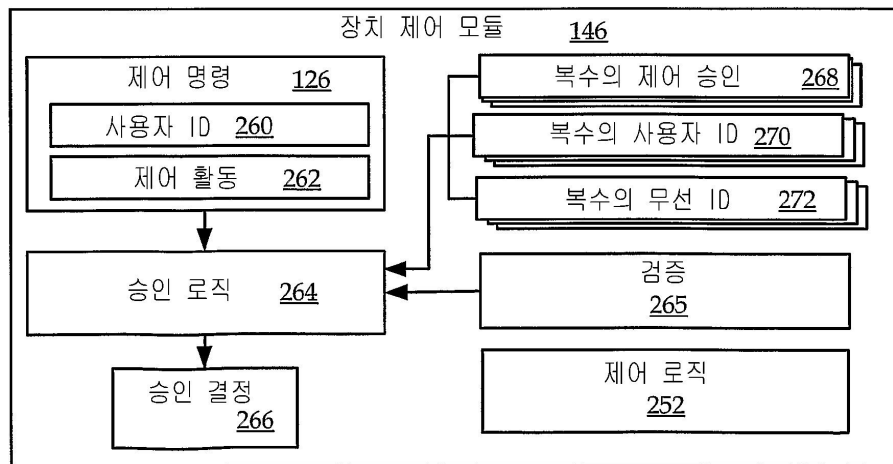 장치 제어 모듈 146
제어 명령 126
사용자 ID 260
제어 활동 262
승인 로직 264
승인 결정
266
복수의 제어 승인 268
복수의 사용자 ID 270
복수의 무선 ID 272
검증
265
제어 로직
252